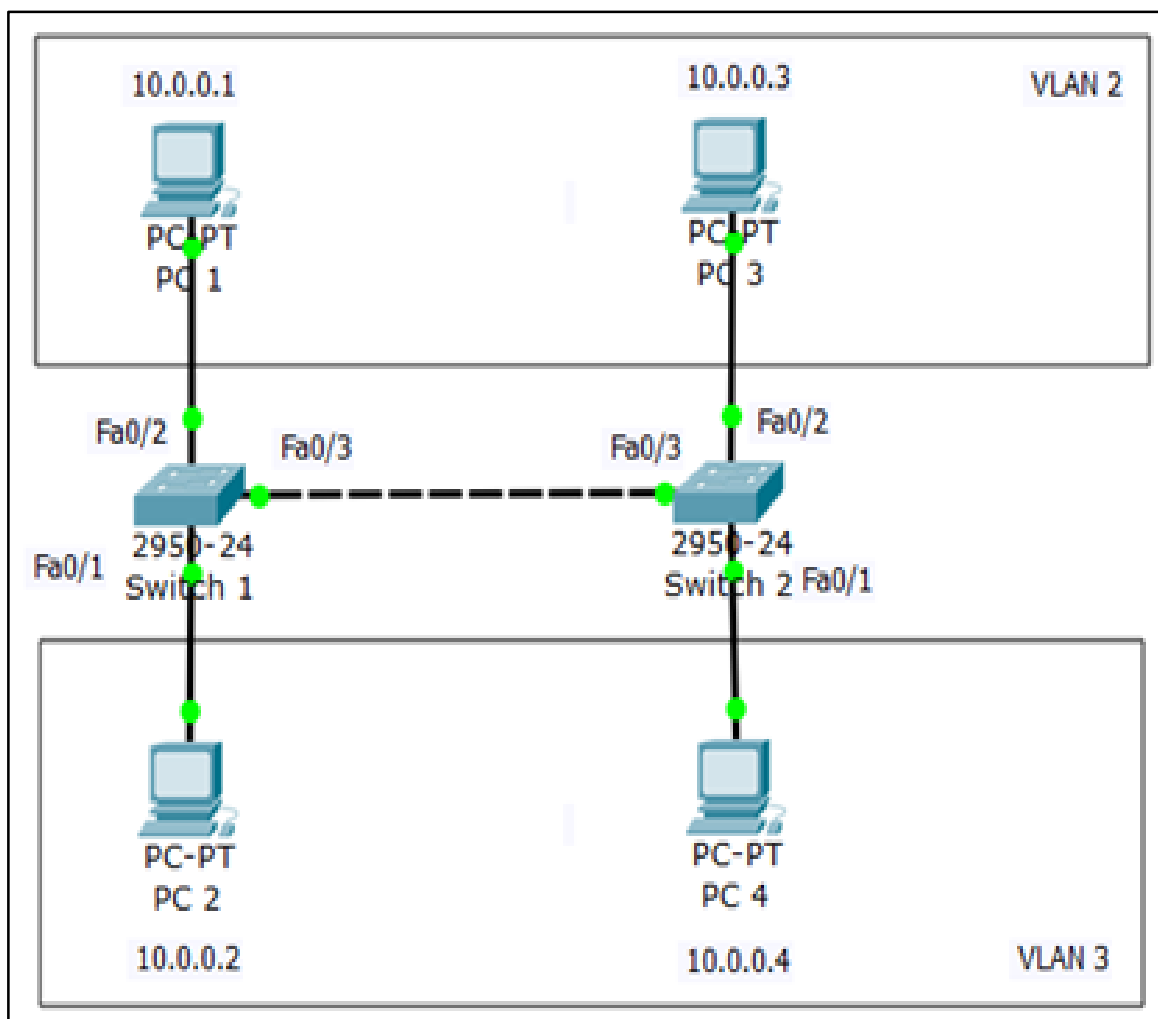 10.0.0.1
10.0.0.3
VLAN 2
PC-PT
PC 1
PC-PT
PC 3
Fa0/2
Fa0/3
Fa0/3
Fa0/2
2950-24
Switch 1
2950-24
Switch 2
Fa0/1
Fa0/1
PC-PT
PC 2
PC-PT
PC 4
10.0.0.2
10.0.0.4
VLAN 3